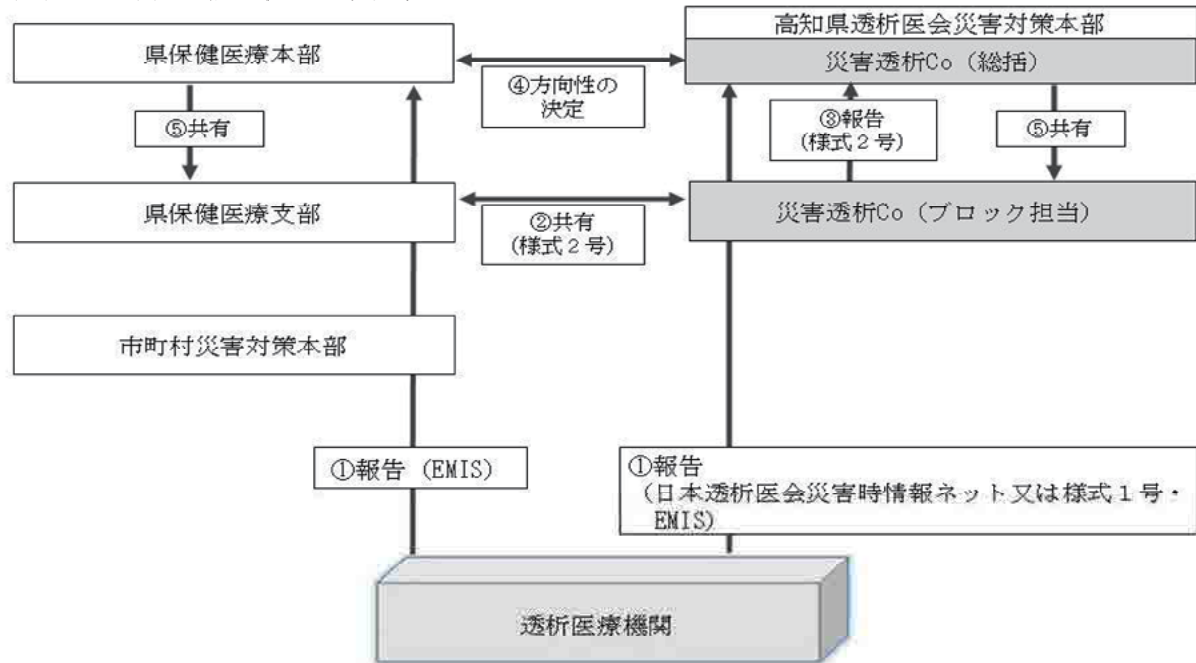 高知県透析医会災害対策本部
県保健医療本部
災害透析Co（総括）
④方向性の
決定
⑤共有
③報告
(様式２号)
⑤共有
県保健医療支部
災害透析Co（ブロック担当）
②共有
(様式２号)
市町村災害対策本部
①報告（EMIS）
①報告
（日本透析医会災害時情報ネット又は様式１号・
EMIS)
透析医療機関